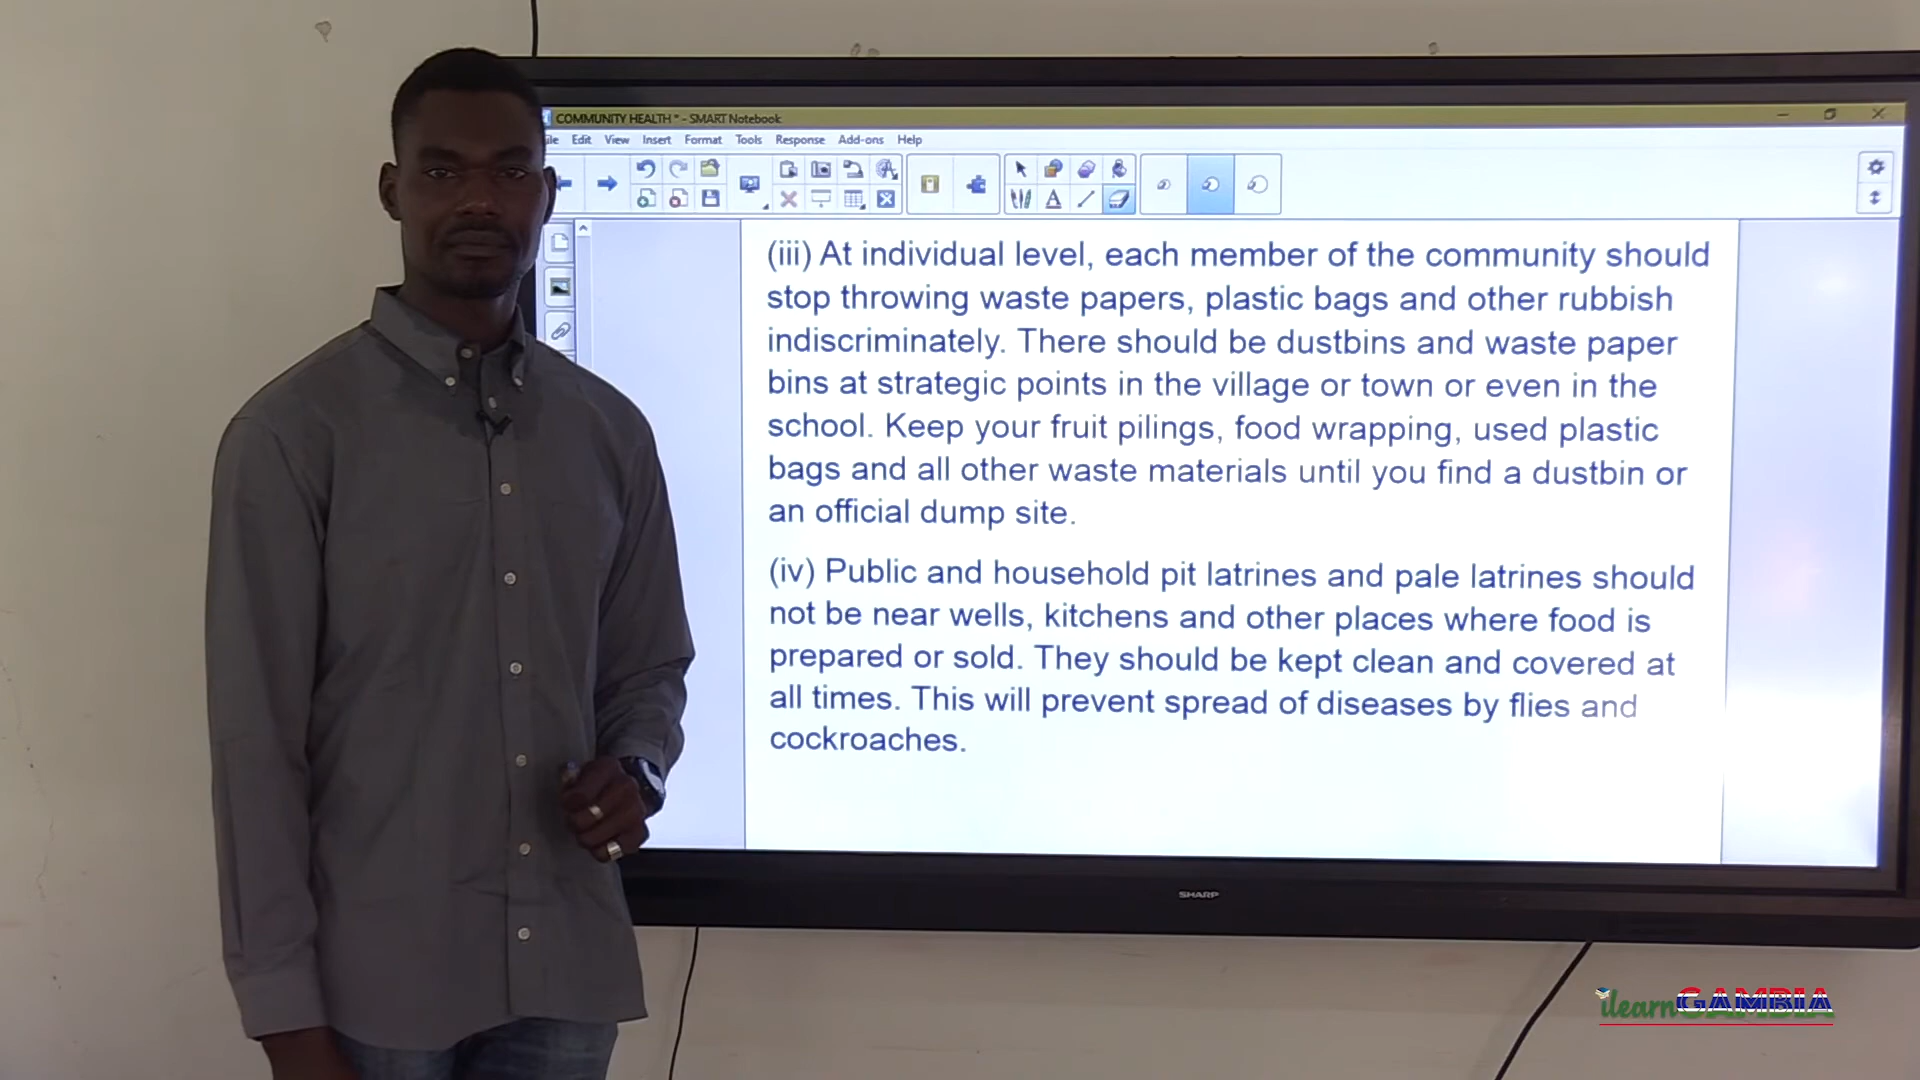 COMMUNITY HEALTH * - SMART Notebook
ile Edit View Insert Format Tools Response Add-ons Help
(iii) At individual level, each member of the community should
stop throwing waste papers, plastic bags and other rubbish
indiscriminately. There should be dustbins and waste paper
bins at strategic points in the village or town or even in the
school. Keep your fruit pilings, food wrapping, used plastic
bags and all other waste materials until you find a dustbin or
an official dump site.
(iv) Public and household pit latrines and pale latrines should
not be near wells, kitchens and other places where food is
prepared or sold. They should be kept clean and covered at
all times. This will prevent spread of diseases by flies and
cockroaches.
SHARP
ilearnGAMBIA